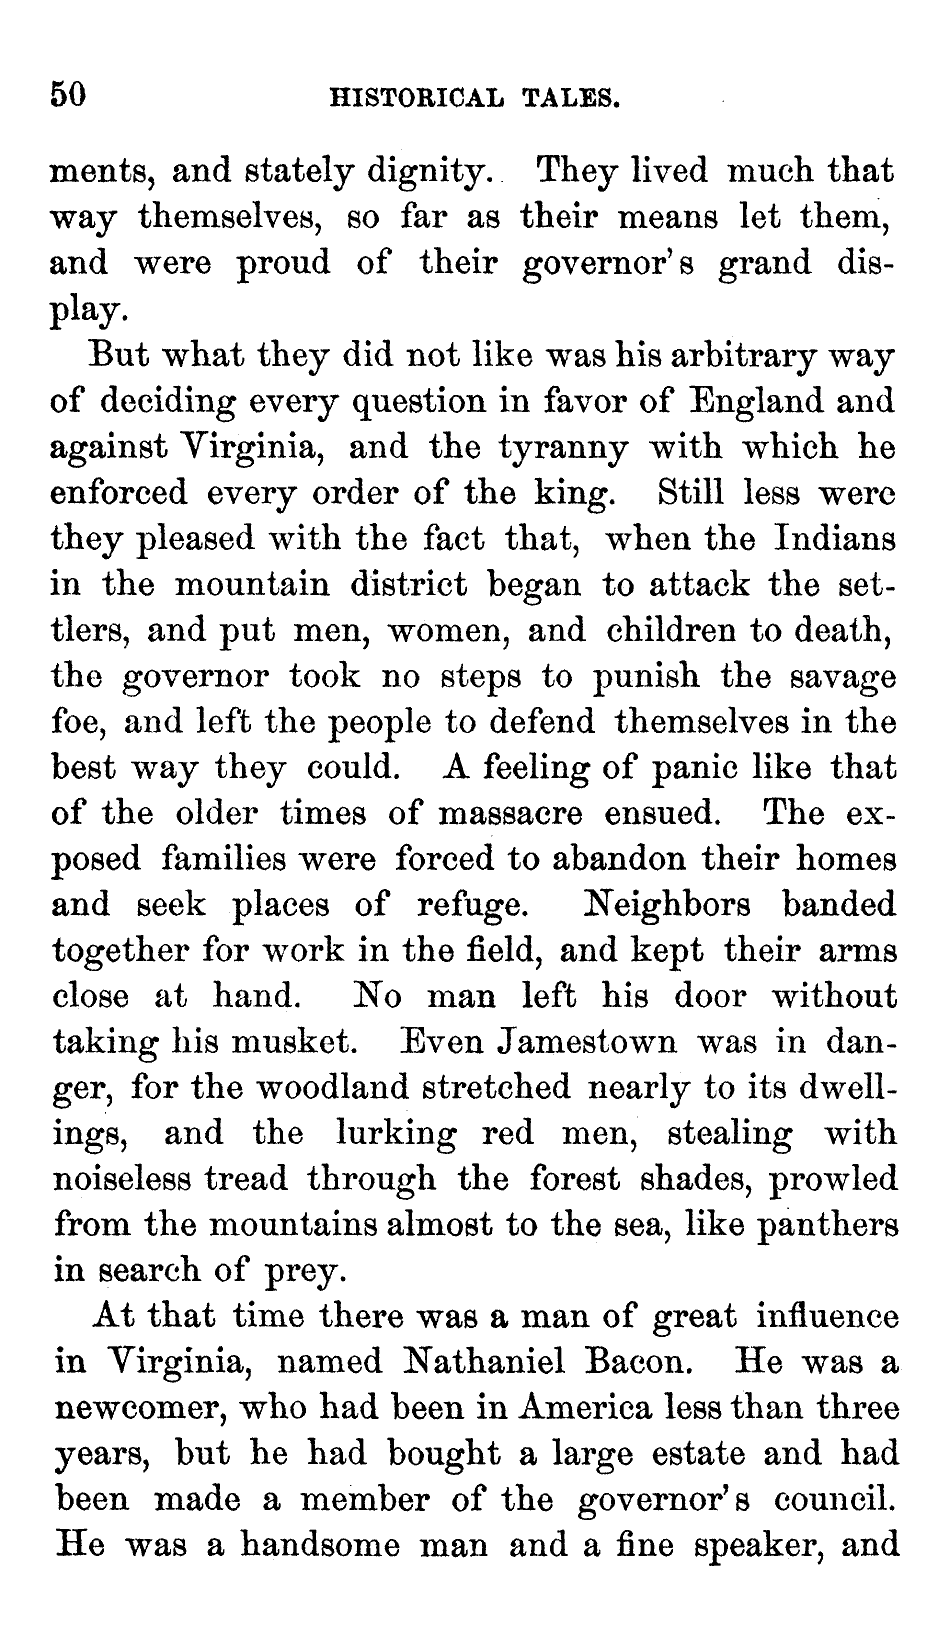 50 HISTORICAL TALES.
ments, and stately dignity. They lived much that
way themselves, so far as their means let them,
and were proud of their governor's grand dis-
play.
But what they did not like was his arbitrary way
of deciding every question in favor of England and
against Virginia, and the tyranny with which he
enforced every order of the king. Still less were
they pleased with the fact that, when the Indians
in the mountain district began to attack the set-
tlers, and put men, women, and children to death,
the governor took no steps to punish the savage
foe, and left the people to defend themselves in the
best way they could. A feeling of panic like that
of the older times of massacre ensued. The ex-
posed families were forced to abandon their homes
and seek places of refuge. Neighbors banded
together for work in the field, and kept their arms
close at hand. No man left his door without
taking his musket. Even Jamestown was in dan-
ger, for the woodland stretched nearly to its dwell-
ings, and the lurking red men, stealing with
noiseless tread through the forest shades, prowled
from the mountains almost to the sea, like panthers
in search of prey.
At that time there was a man of great influence
in Virginia, named Nathaniel Bacon. He was a
newcomer, who had been in America less than three
years, but he had bought a large estate and had
been made a member of the governor's council.
He was a handsome man and a fine speaker, and